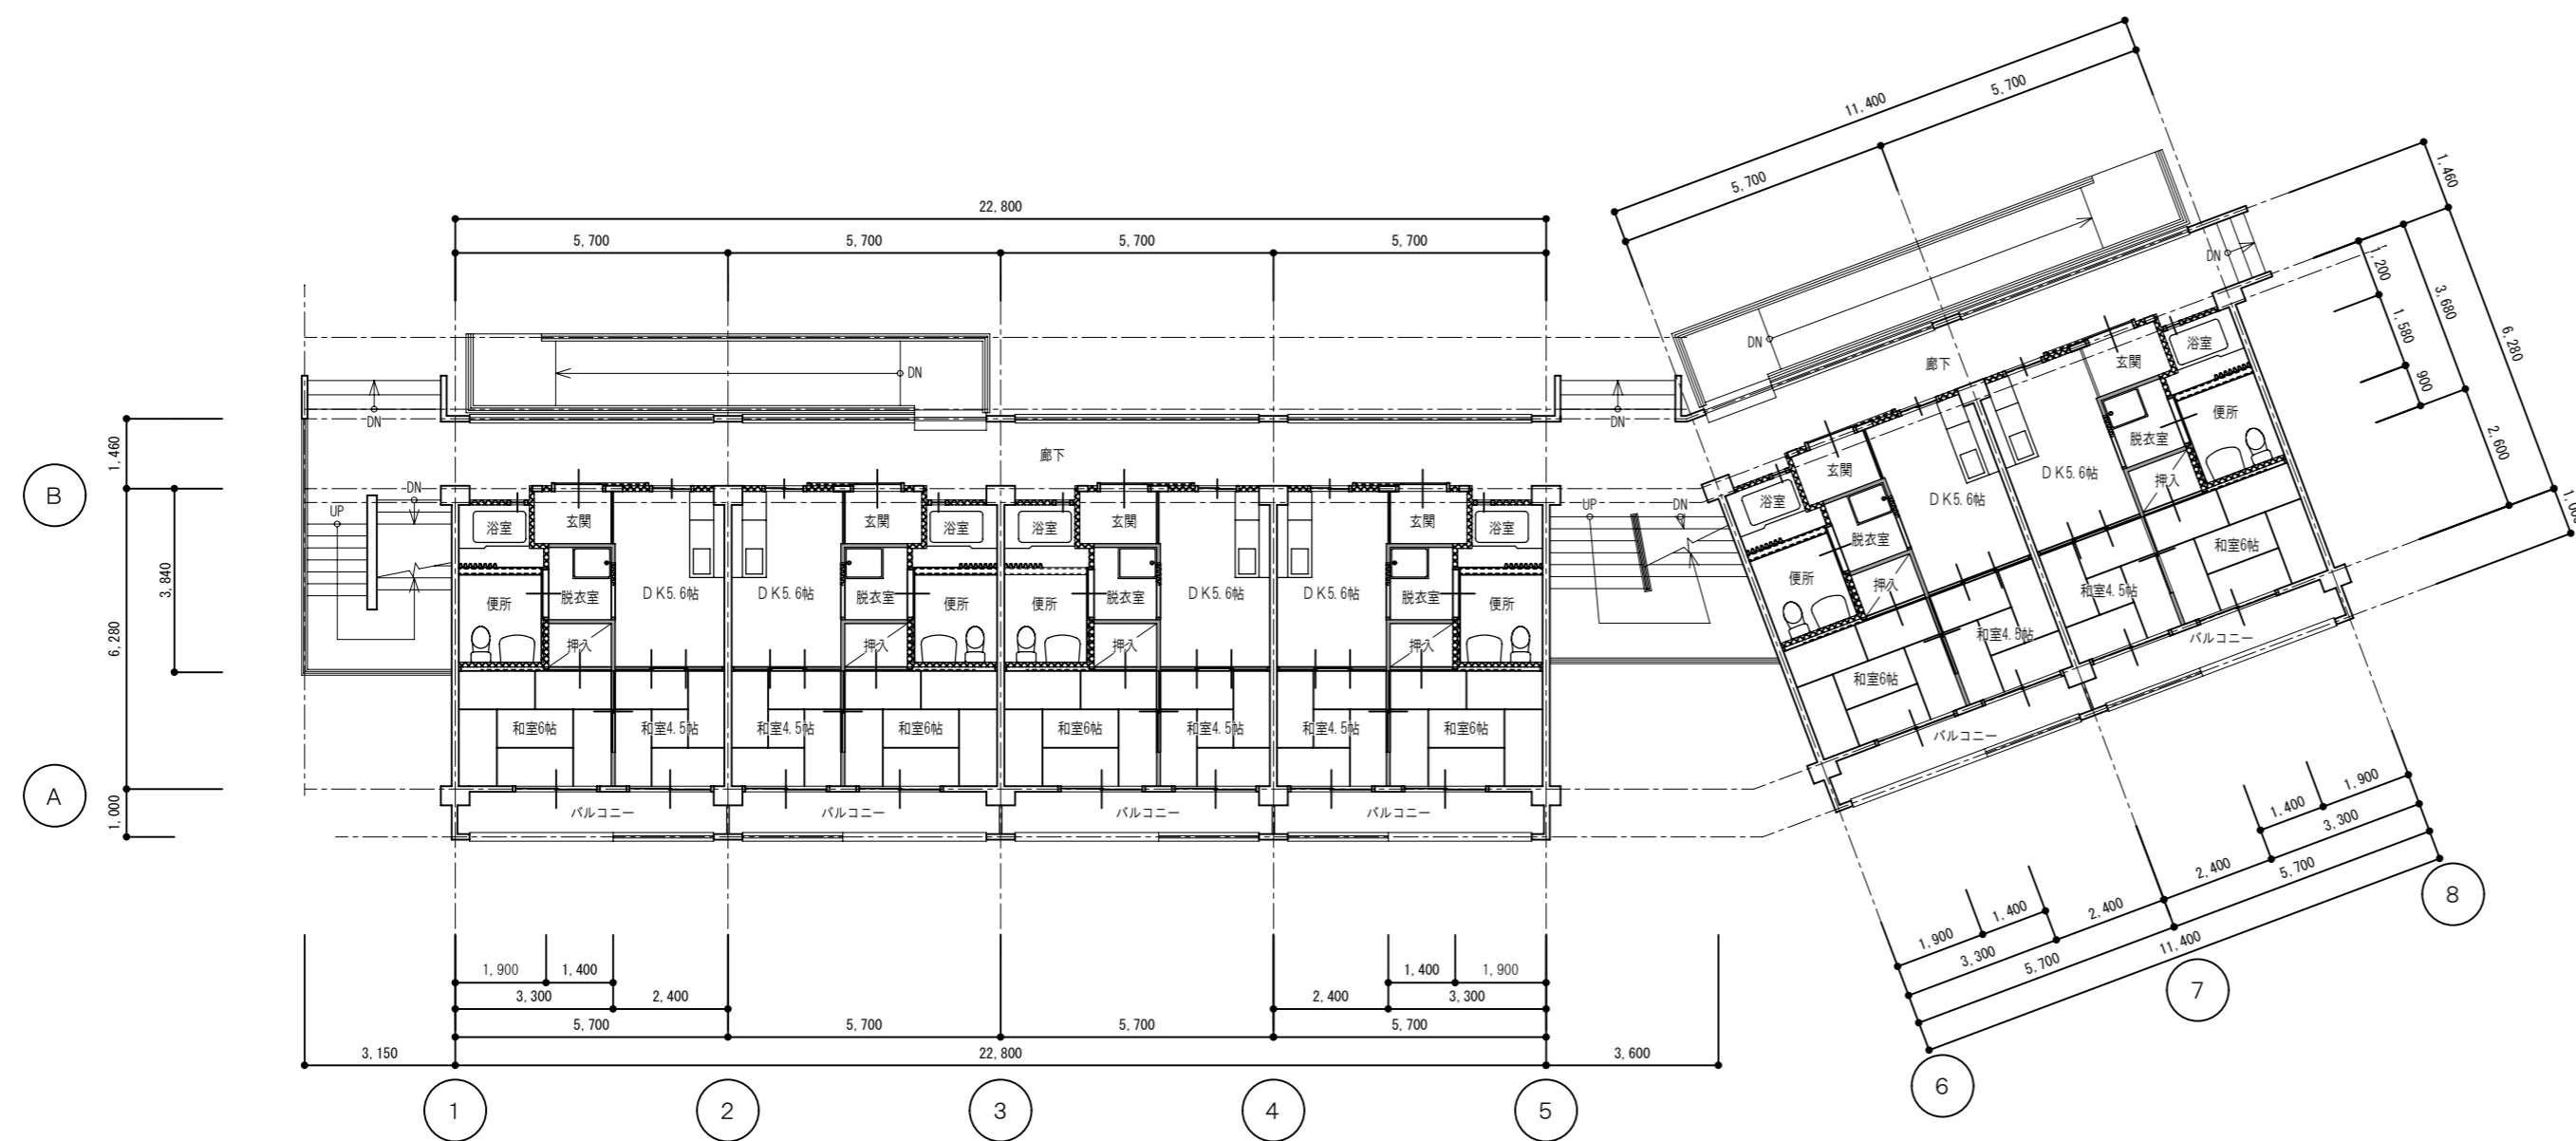 11,400
5,700
5,700
1,460
22,800
5,700
5,700
5,700
5,700
1,200
3,680
1,580
6,280
900
2,600
1,000
DN
DN
廊下
玄関
浴室
便所
脱衣室
ＤＫ5.6帖
押入
和室6帖
和室4.5帖
バルコニー
玄関
浴室
ＤＫ5.6帖
脱衣室
便所
押入
和室4.5帖
和室6帖
バルコニー
DN
DN
DN
廊下
B
1,460
UP
DN
浴室
玄関
玄関
浴室
浴室
玄関
玄関
浴室
UP
DN
3,840
6,280
便所
脱衣室
ＤＫ5.6帖
ＤＫ5.6帖
脱衣室
便所
便所
脱衣室
ＤＫ5.6帖
ＤＫ5.6帖
脱衣室
便所
押入
押入
押入
押入
和室6帖
和室4.5帖
和室4.5帖
和室6帖
和室6帖
和室4.5帖
和室4.5帖
和室6帖
A
1,000
バルコニー
バルコニー
バルコニー
バルコニー
1,900
1,400
1,400
1,900
3,300
2,400
2,400
3,300
5,700
5,700
5,700
5,700
3,150
22,800
3,600
1
2
3
4
5
1,900
1,400
3,300
2,400
5,700
2,400
1,400
1,900
3,300
5,700
11,400
6
7
8